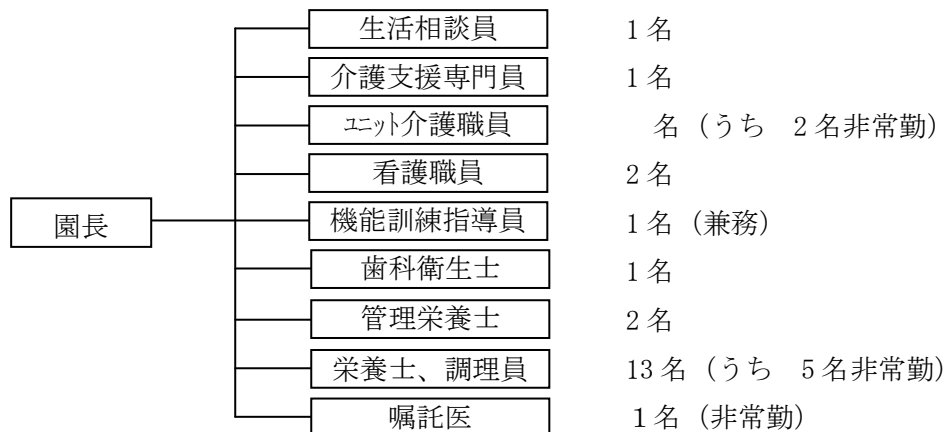 生活相談員 1名
介護支援専門員 1名
ﾕﾆｯﾄ介護職員 名（うち 2名非常勤）
看護職員 2名
園長
機能訓練指導員 1名（兼務）
歯科衛生士 1名
管理栄養士 2名
栄養士、調理員 13名（うち 5名非常勤）
嘱託医 1名（非常勤）